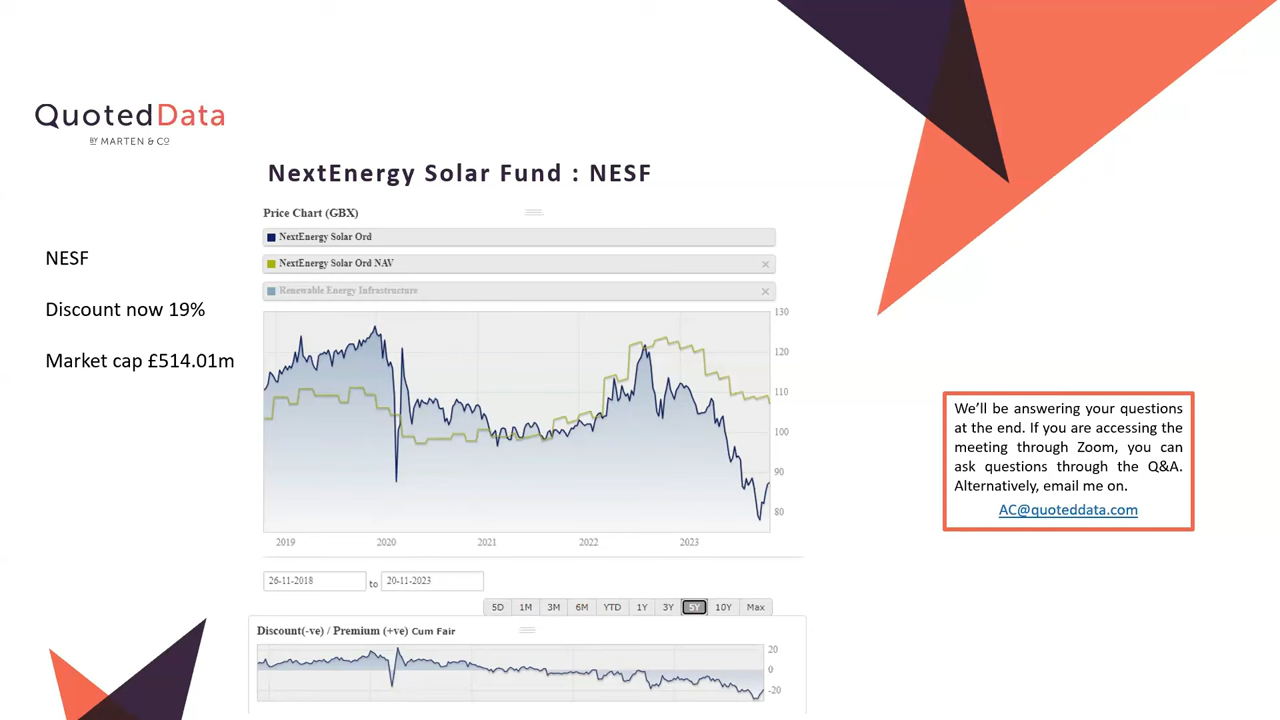 QuotedData
BY MARTEN & CO
NextEnergy Solar Fund : NESF
NESF
Discount now 19%
Market cap £514.01m
Price Chart (GBX)
NextEnergy Solar Ord
NextEnergy Solar Ord NAV
Renewable Energy Infrastructure
130
120
110
100
90
80
2019 2020 2021 2022 2023
26-11-2018 to 20-11-2023
5D 1M 3M 6M YTD 1Y 3Y 5Y 10Y Max
Discount(-ve) / Premium (+ve) Cum Fair
20
0
-20
We'll be answering your questions
at the end. If you are accessing the
meeting through Zoom, you can
ask questions through the Q&A.
Alternatively, email me on.
AC@quoteddata.com